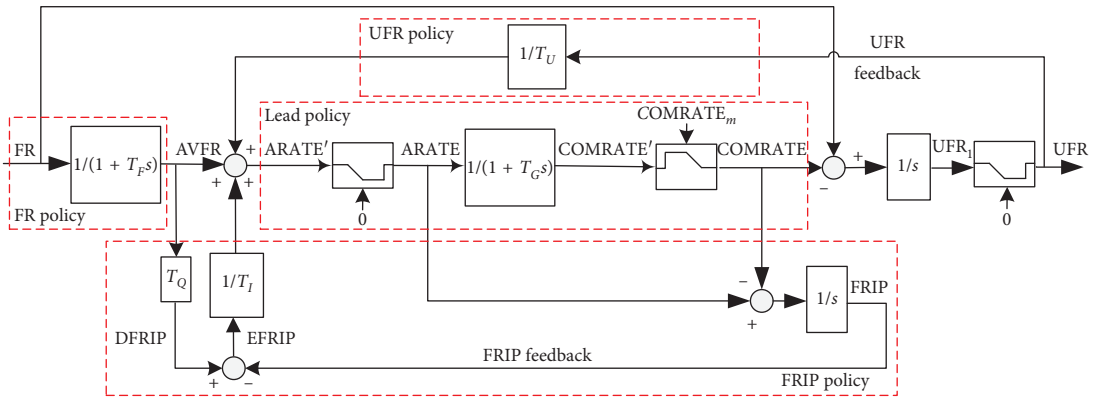 UFR policy
1/T_U
UFR
feedback
Lead policy
COMRATE_m
FR
1/(1 + T_F s)
AVFR
+
+
+
ARATE′
0
ARATE
1/(1 + T_G s)
COMRATE′
COMRATE
+
−
1/s
UFR_1
0
UFR
FR policy
T_Q
1/T_I
−
+
1/s
FRIP
DFRIP
EFRIP
+
−
FRIP feedback
FRIP policy